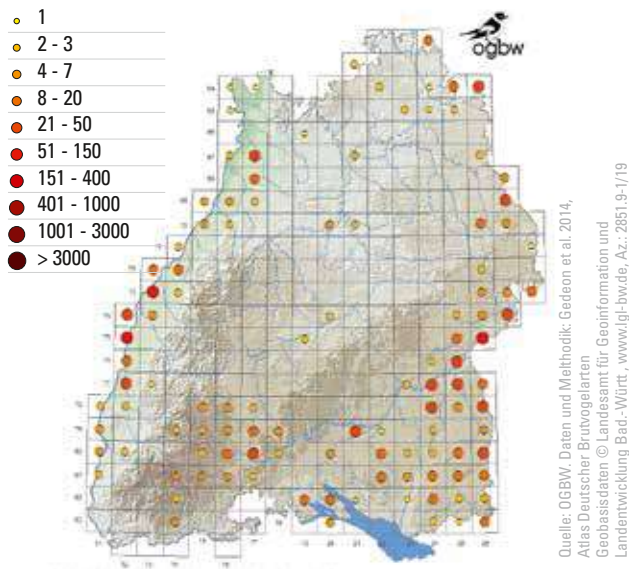 1
2 - 3
4 - 7
8 - 20
21 - 50
51 - 150
151 - 400
401 - 1000
1001 - 3000
> 3000
ogbw
Quelle: OGBW. Daten und Methodik: Gedeon et al. 2014,
Atlas Deutscher Brutvogelarten
Geobasisdaten © Landesamt für Geoinformation und
Landentwicklung Bad.-Württ., www.lgl-bw.de, Az.: 2851.9-1/19